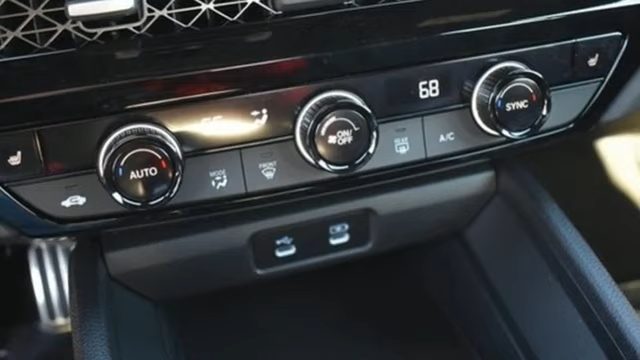 68
SYNC
ON/
OFF
AUTO
MODE
FRONT
REAR
A/C